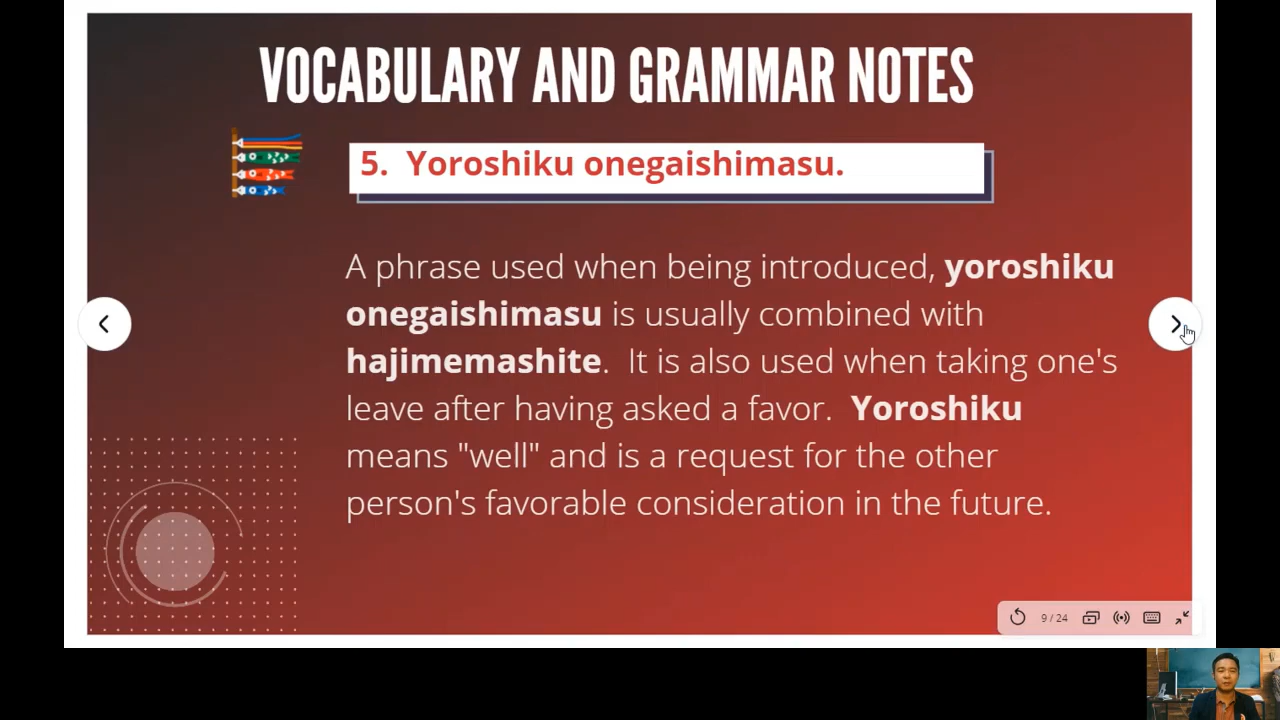 VOCABULARY AND GRAMMAR NOTES
5. Yoroshiku onegaishimasu.
A phrase used when being introduced, yoroshiku
onegaishimasu is usually combined with
hajimemashite. It is also used when taking one's
leave after having asked a favor. Yoroshiku
means "well" and is a request for the other
person's favorable consideration in the future.
9 / 24